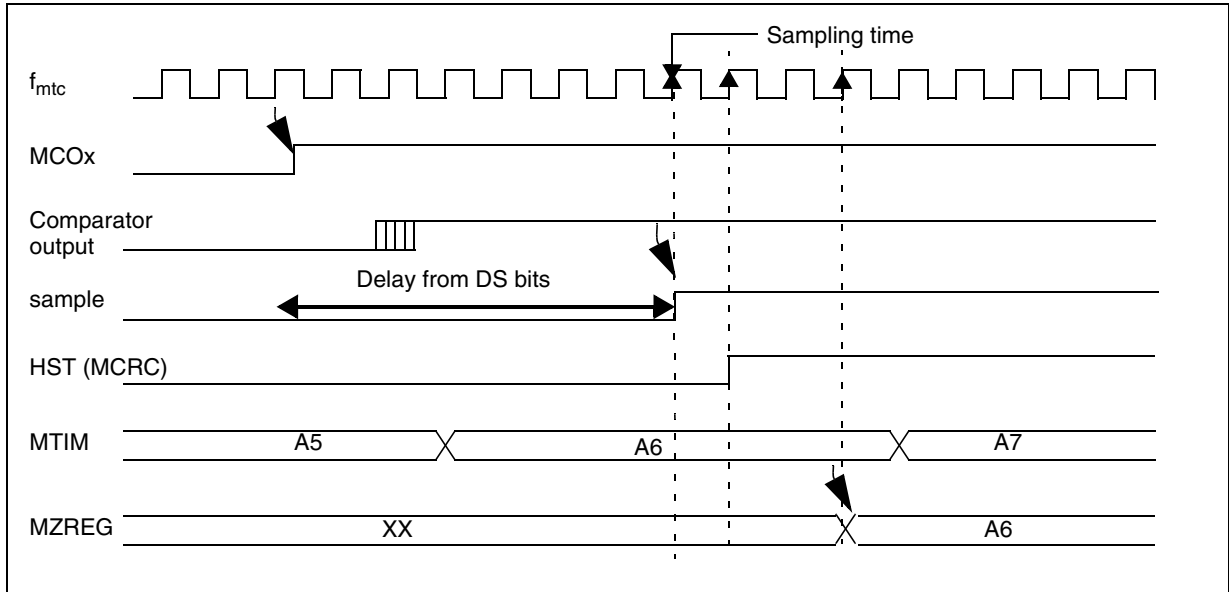 Sampling time
fmtc
MCOx
Comparator
output
Delay from DS bits
sample
HST (MCRC)
MTIM
A5
A6
A7
MZREG
XX
A6